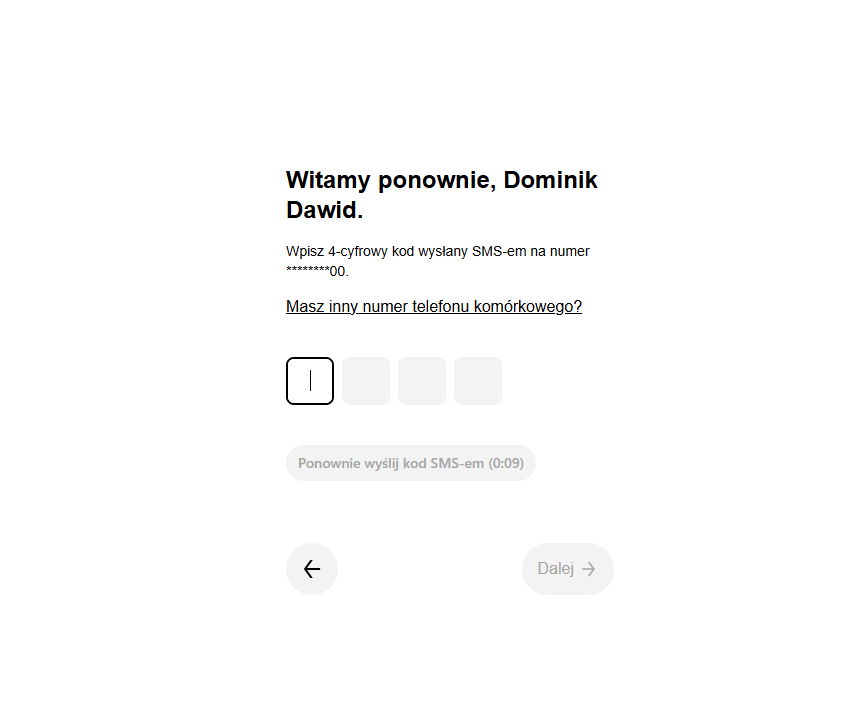 Witamy ponownie, Dominik
Dawid.
Wpisz 4-cyfrowy kod wysłany SMS-em na numer
********00.
Masz inny numer telefonu komórkowego?
Ponownie wyślij kod SMS-em (0:09)
Dalej